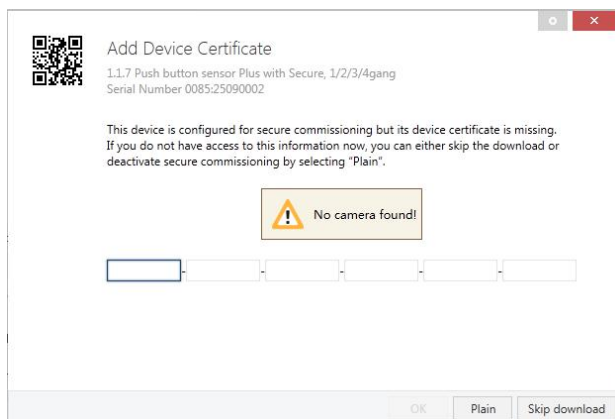 Add Device Certificate
1.1.7 Push button sensor Plus with Secure, 1/2/3/4gang
Serial Number 0085:25090002
This device is configured for secure commissioning but its device certificate is missing.
If you do not have access to this information now, you can either skip the download or
deactivate secure commissioning by selecting "Plain".
No camera found!
- - - - -
OK Plain Skip download